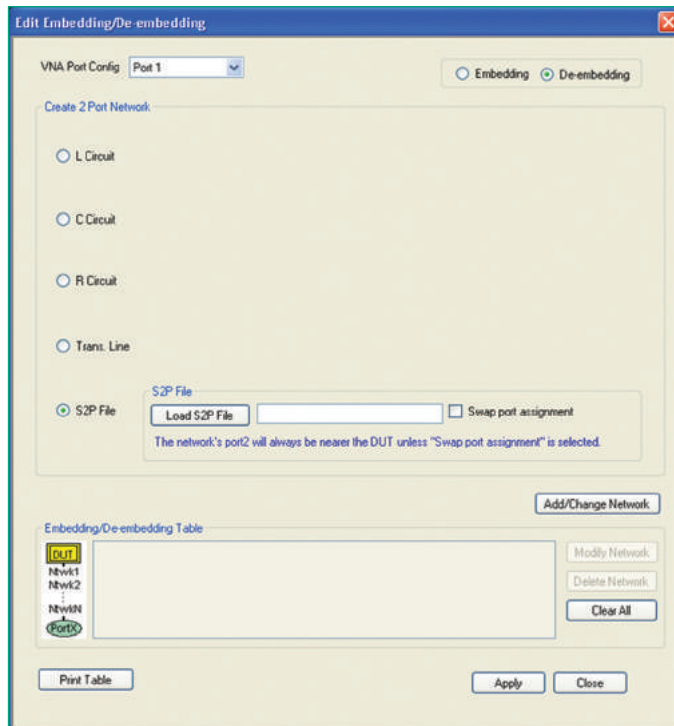 Edit Embedding/De-embedding
VNA Port Config Port 1
Embedding De-embedding
Create 2 Port Network
L Circuit
C Circuit
R Circuit
Trans. Line
S2P File
S2P File
Load S2P File Swap port assignment
The network's port2 will always be nearer the DUT unless "Swap port assignment" is selected.
Add/Change Network
Embedding/De-embedding Table
DUT
Ntwk1
Ntwk2
NtwkN
PortX
Modify Network
Delete Network
Clear All
Print Table
Apply
Close